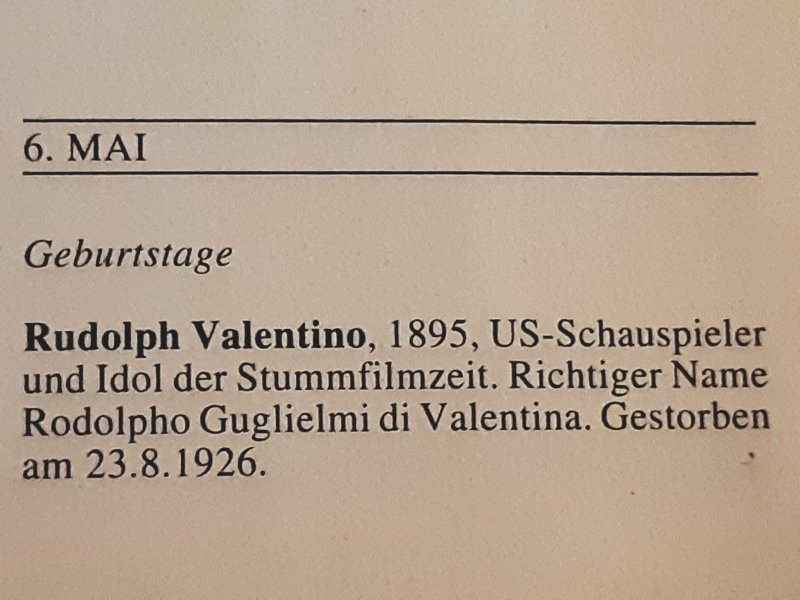 6. MAI
Geburtstage
Rudolph Valentino, 1895, US-Schauspieler
und Idol der Stummfilmzeit. Richtiger Name
Rodolpho Guglielmi di Valentina. Gestorben
am 23.8.1926.